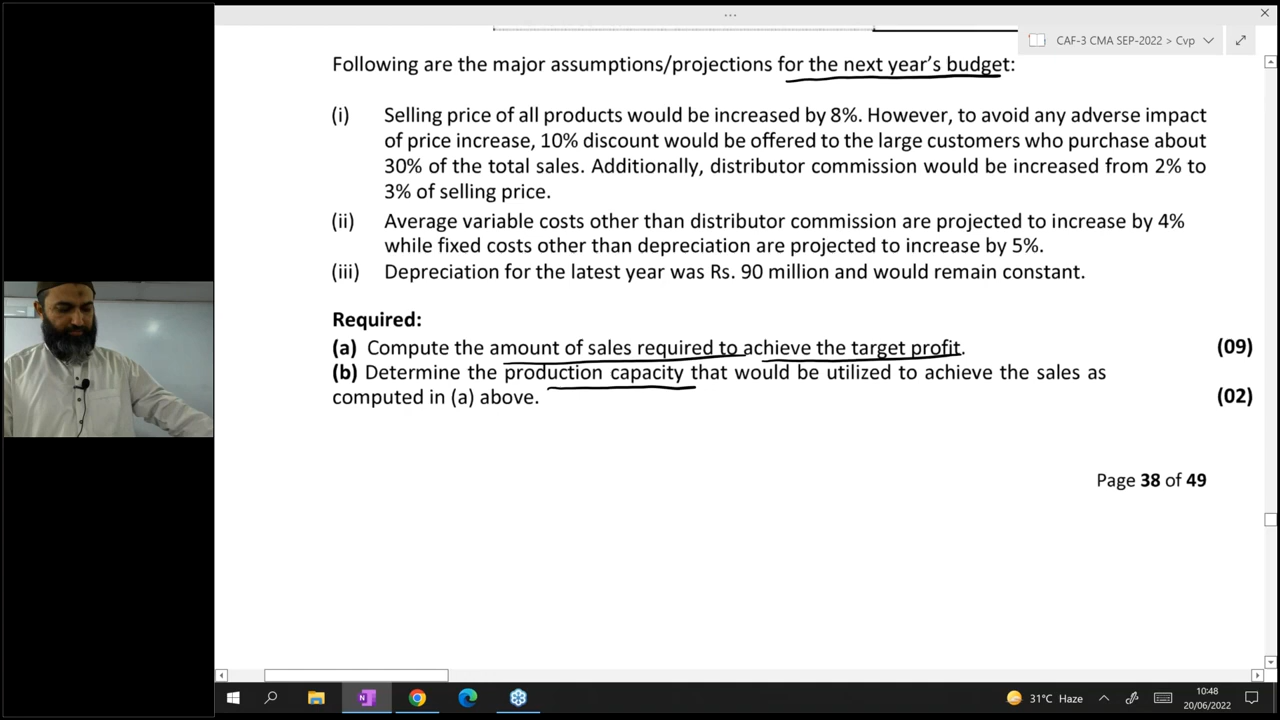 ...
CAF-3 CMA SEP-2022 > Cvp
Following are the major assumptions/projections for the next year's budget:
(i) Selling price of all products would be increased by 8%. However, to avoid any adverse impact
of price increase, 10% discount would be offered to the large customers who purchase about
30% of the total sales. Additionally, distributor commission would be increased from 2% to
3% of selling price.
(ii) Average variable costs other than distributor commission are projected to increase by 4%
while fixed costs other than depreciation are projected to increase by 5%.
(iii) Depreciation for the latest year was Rs. 90 million and would remain constant.
Required:
(a) Compute the amount of sales required to achieve the target profit. (09)
(b) Determine the production capacity that would be utilized to achieve the sales as
computed in (a) above. (02)
Page 38 of 49
31°C Haze
10:48
20/06/2022